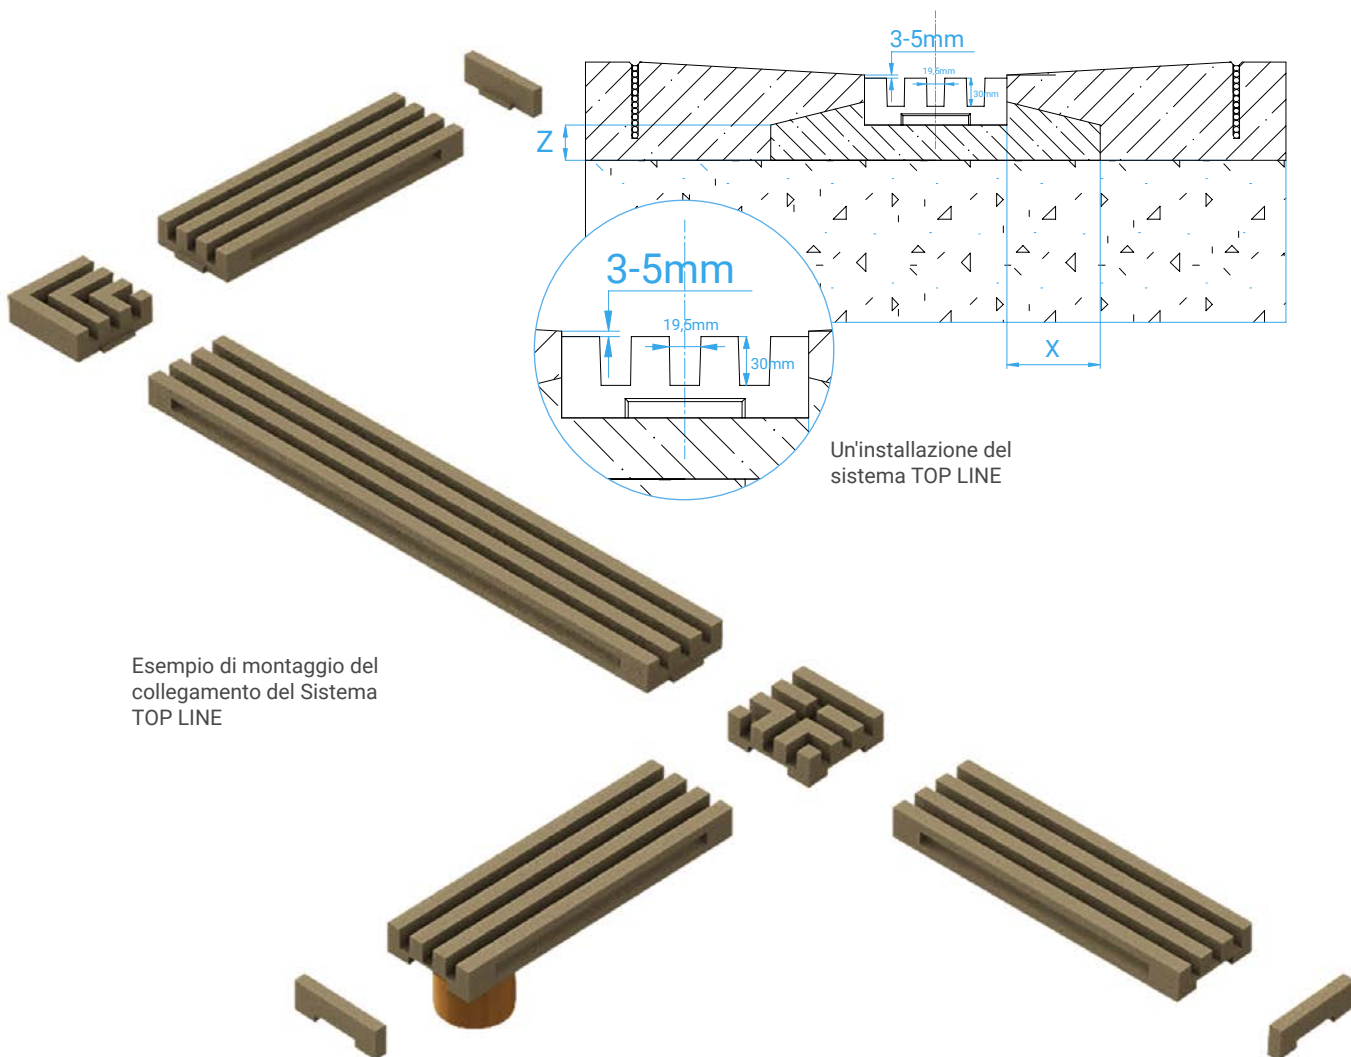 3-5mm
19,5mm
30mm
Z
X
3-5mm
19,5mm
30mm
Un'installazione del
sistema TOP LINE
Esempio di montaggio del
collegamento del Sistema
TOP LINE